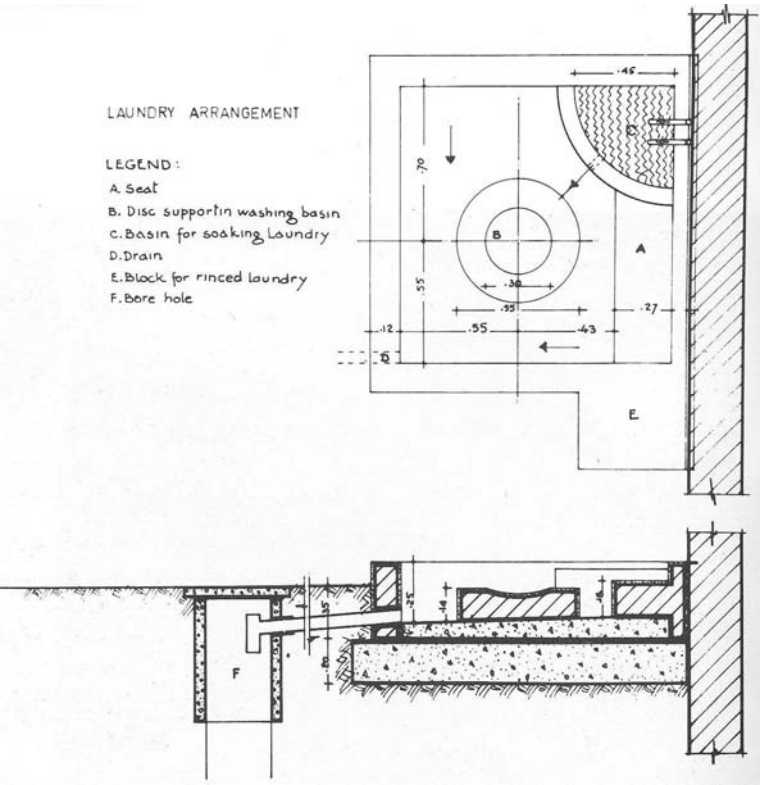 LAUNDRY ARRANGEMENT
LEGEND:
A. Seat
B. Disc supportin washing basin
C. Basin for soaking Laundry
D. Drain
E. Block for rinced laundry
F. Bore hole
.45
C
.70
B
A
.30
.55
.55
.27
.12
.55
.43
D
E
.25
.14
.35
.20
F